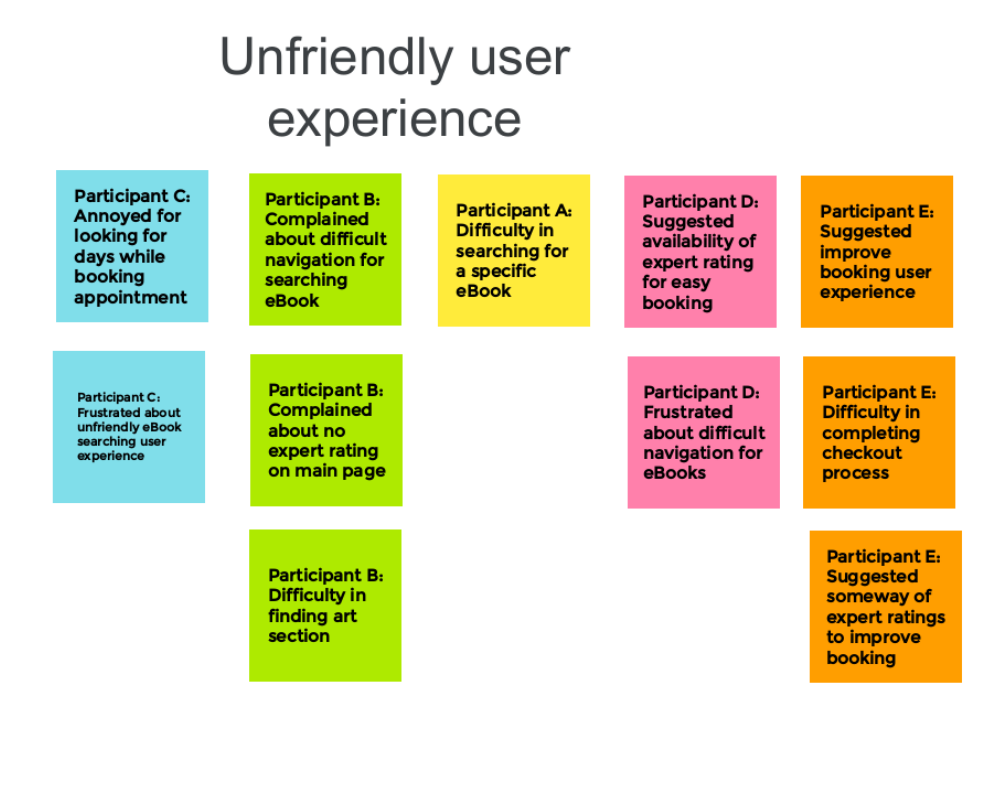 Unfriendly user
experience
Participant C:
Annoyed for
looking for
days while
booking
appointment
Participant B:
Complained
about difficult
navigation for
searching
eBook
Participant A:
Difficulty in
searching for
a specific
eBook
Participant D:
Suggested
availability of
expert rating
for easy
booking
Participant E:
Suggested
improve
booking user
experience
Participant C:
Frustrated about
unfriendly eBook
searching user
experience
Participant B:
Complained
about no
expert rating
on main page
Participant D:
Frustrated
about difficult
navigation for
eBooks
Participant E:
Difficulty in
completing
checkout
process
Participant B:
Difficulty in
finding art
section
Participant E:
Suggested
someway of
expert ratings
to improve
booking